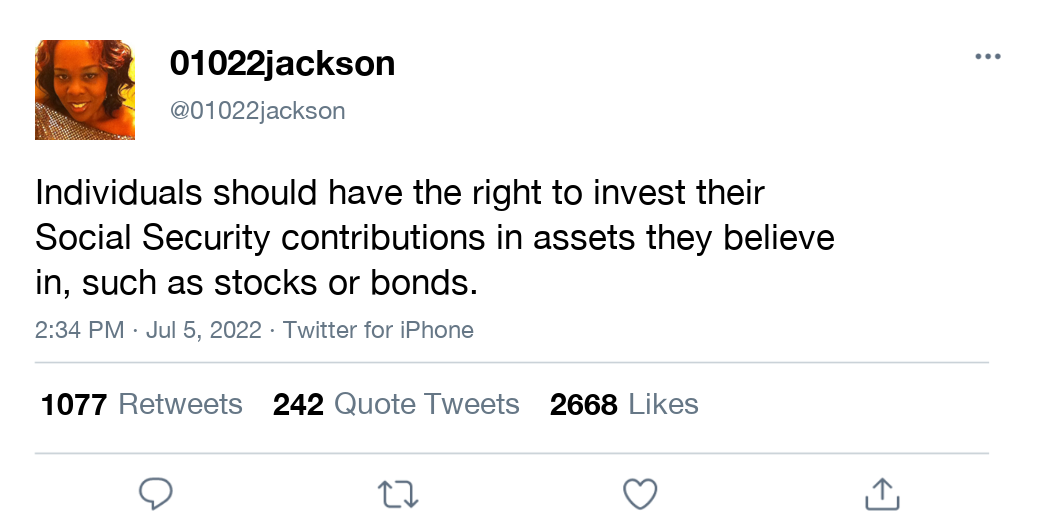 01022jackson
@01022jackson
Individuals should have the right to invest their
Social Security contributions in assets they believe
in, such as stocks or bonds.
2:34 PM · Jul 5, 2022 · Twitter for iPhone
1077 Retweets 242 Quote Tweets 2668 Likes